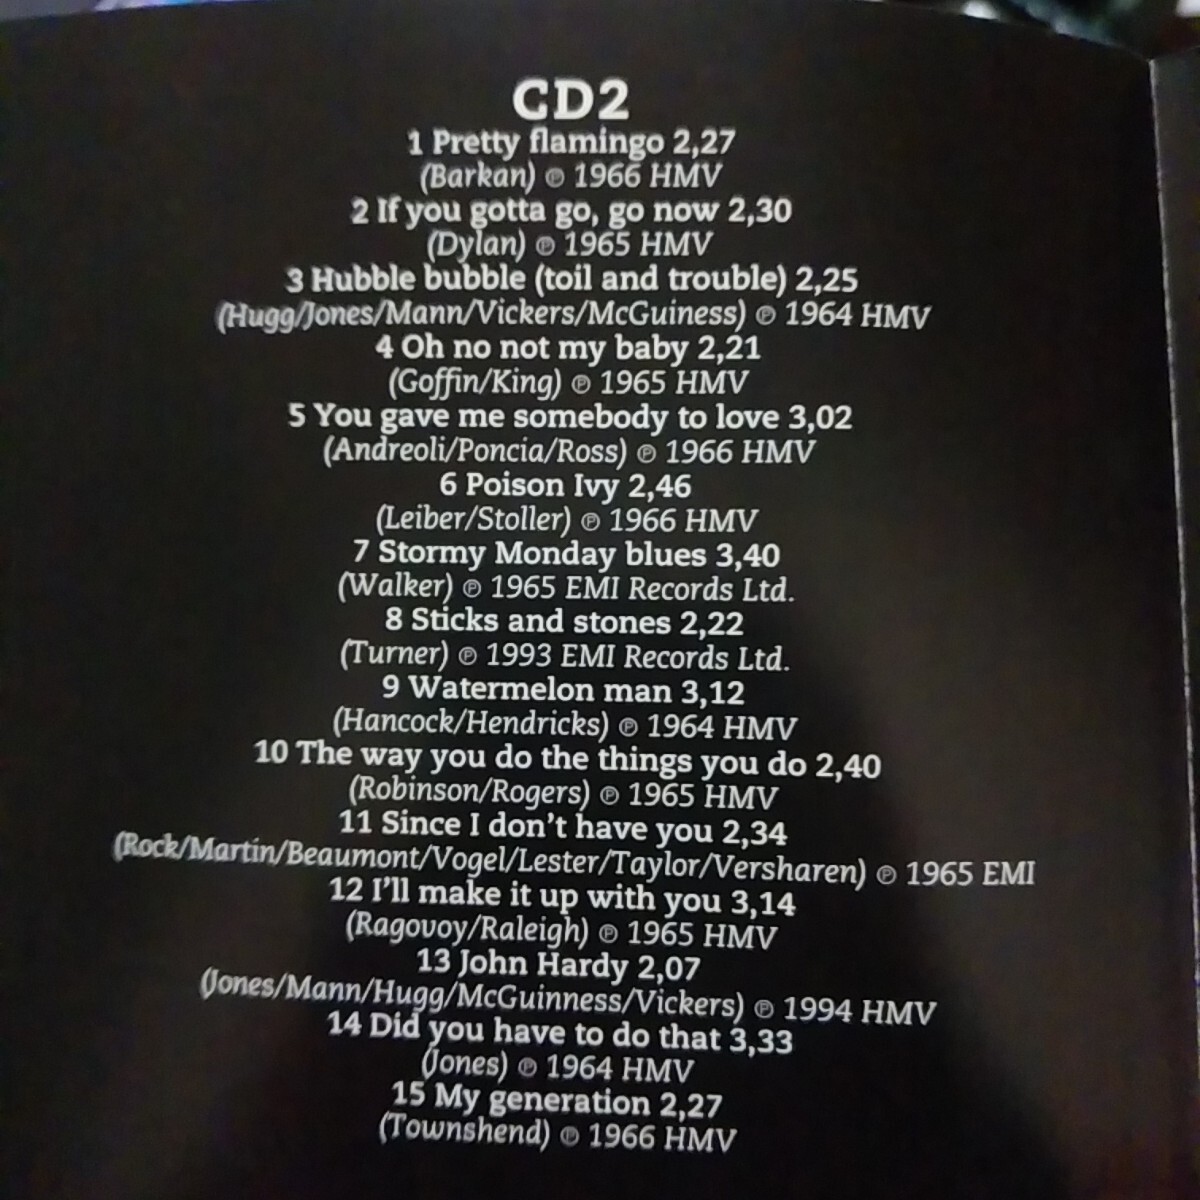 CD2
1 Pretty flamingo 2,27
(Barkan) ℗ 1966 HMV
2 If you gotta go, go now 2,30
(Dylan) ℗ 1965 HMV
3 Hubble bubble (toil and trouble) 2,25
(Hugg/Jones/Mann/Vickers/McGuiness) ℗ 1964 HMV
4 Oh no not my baby 2,21
(Goffin/King) ℗ 1965 HMV
5 You gave me somebody to love 3,02
(Andreoli/Poncia/Ross) ℗ 1966 HMV
6 Poison Ivy 2,46
(Leiber/Stoller) ℗ 1966 HMV
7 Stormy Monday blues 3,40
(Walker) ℗ 1965 EMI Records Ltd.
8 Sticks and stones 2,22
(Turner) ℗ 1993 EMI Records Ltd.
9 Watermelon man 3,12
(Hancock/Hendricks) ℗ 1964 HMV
10 The way you do the things you do 2,40
(Robinson/Rogers) ℗ 1965 HMV
11 Since I don't have you 2,34
(Rock/Martin/Beaumont/Vogel/Lester/Taylor/Versharen) ℗ 1965 EMI
12 I'll make it up with you 3,14
(Ragovoy/Raleigh) ℗ 1965 HMV
13 John Hardy 2,07
(Jones/Mann/Hugg/McGuinness/Vickers) ℗ 1994 HMV
14 Did you have to do that 3,33
(Jones) ℗ 1964 HMV
15 My generation 2,27
(Townshend) ℗ 1966 HMV